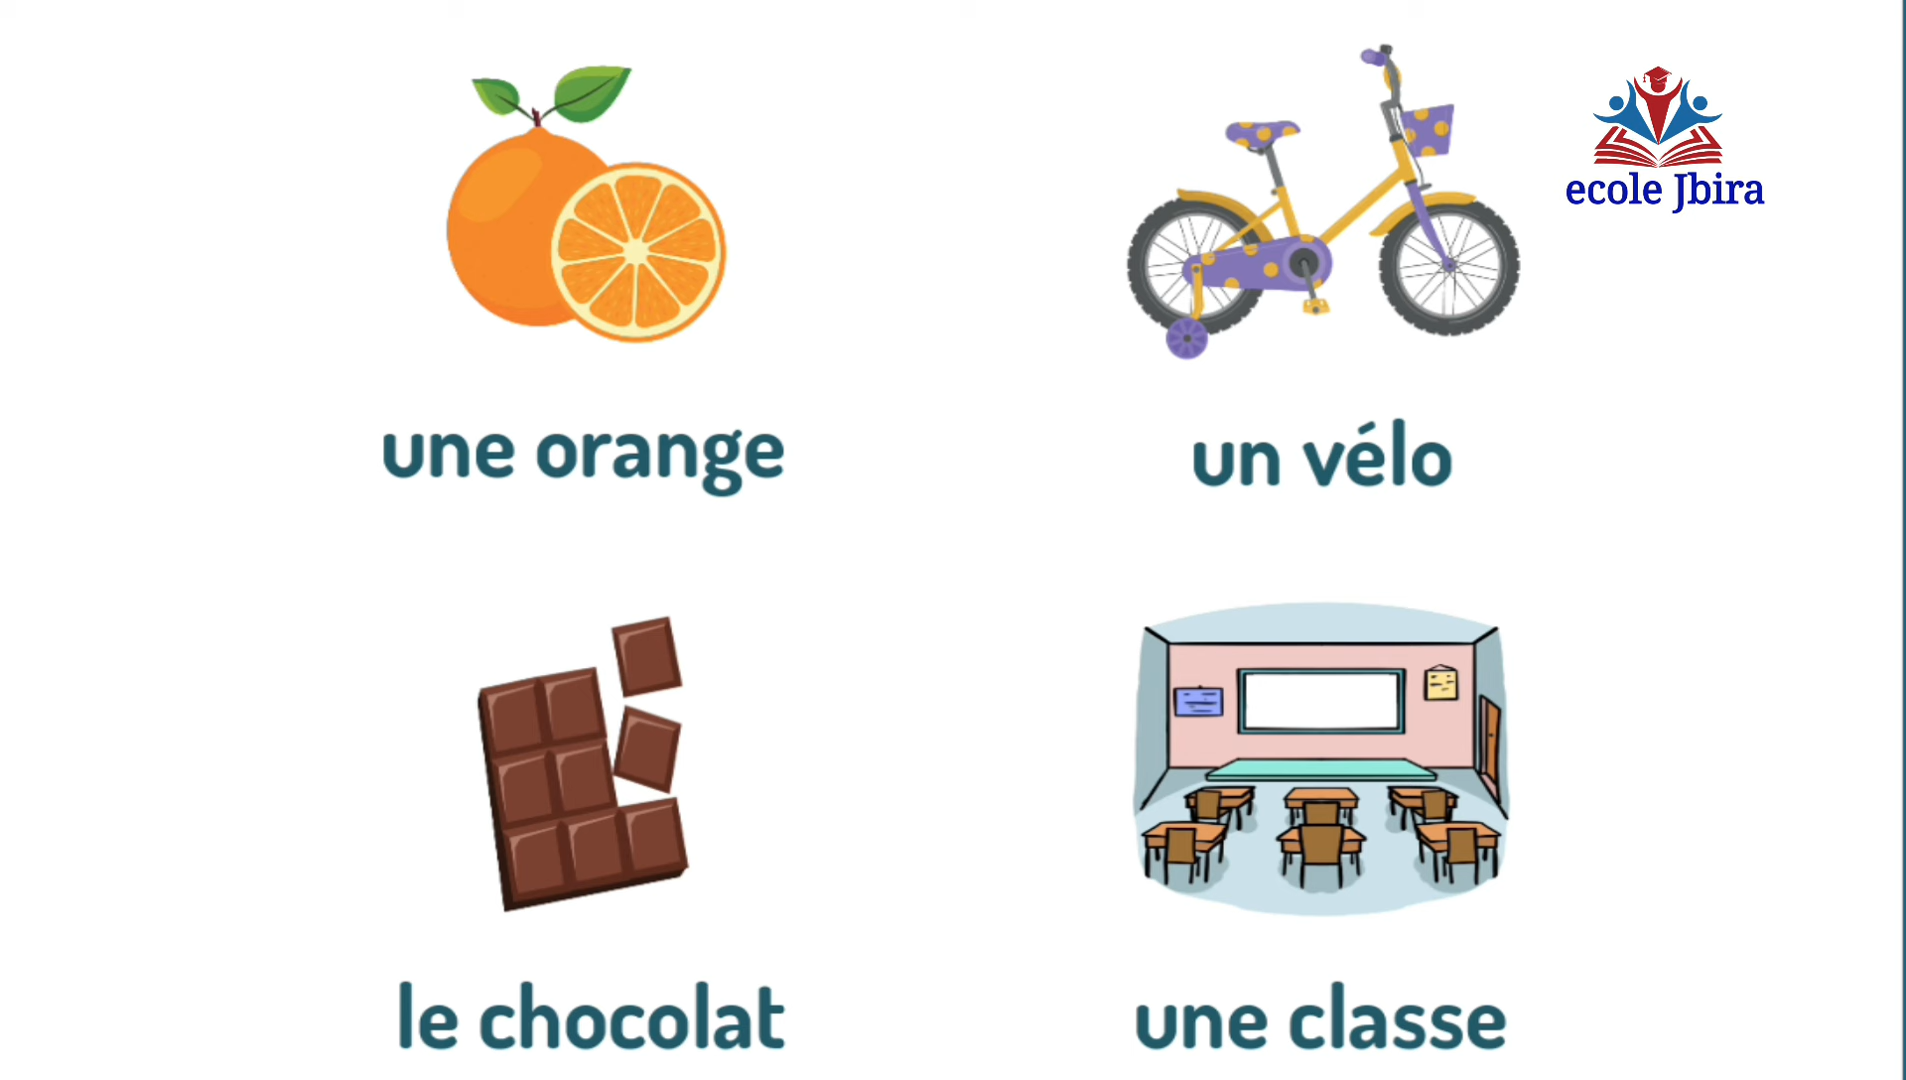 ecole Jbira
une orange
un vélo
le chocolat
une classe